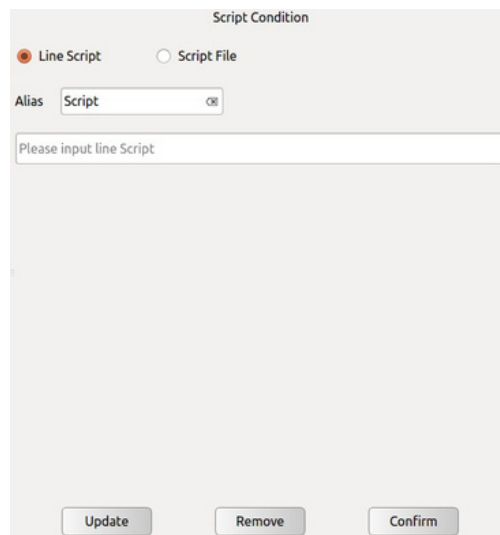 Script Condition
Line Script Script File
Alias Script
Please input line Script
Update Remove Confirm